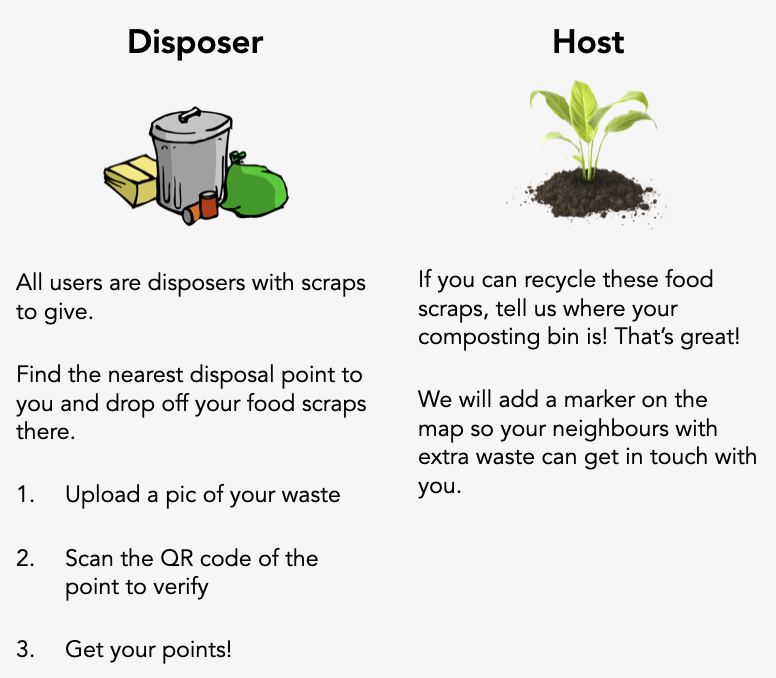 Disposer
All users are disposers with scraps
to give.
Find the nearest disposal point to
you and drop off your food scraps
there.
1. Upload a pic of your waste
2. Scan the QR code of the
point to verify
3. Get your points!
Host
If you can recycle these food
scraps, tell us where your
composting bin is! That’s great!
We will add a marker on the
map so your neighbours with
extra waste can get in touch with
you.